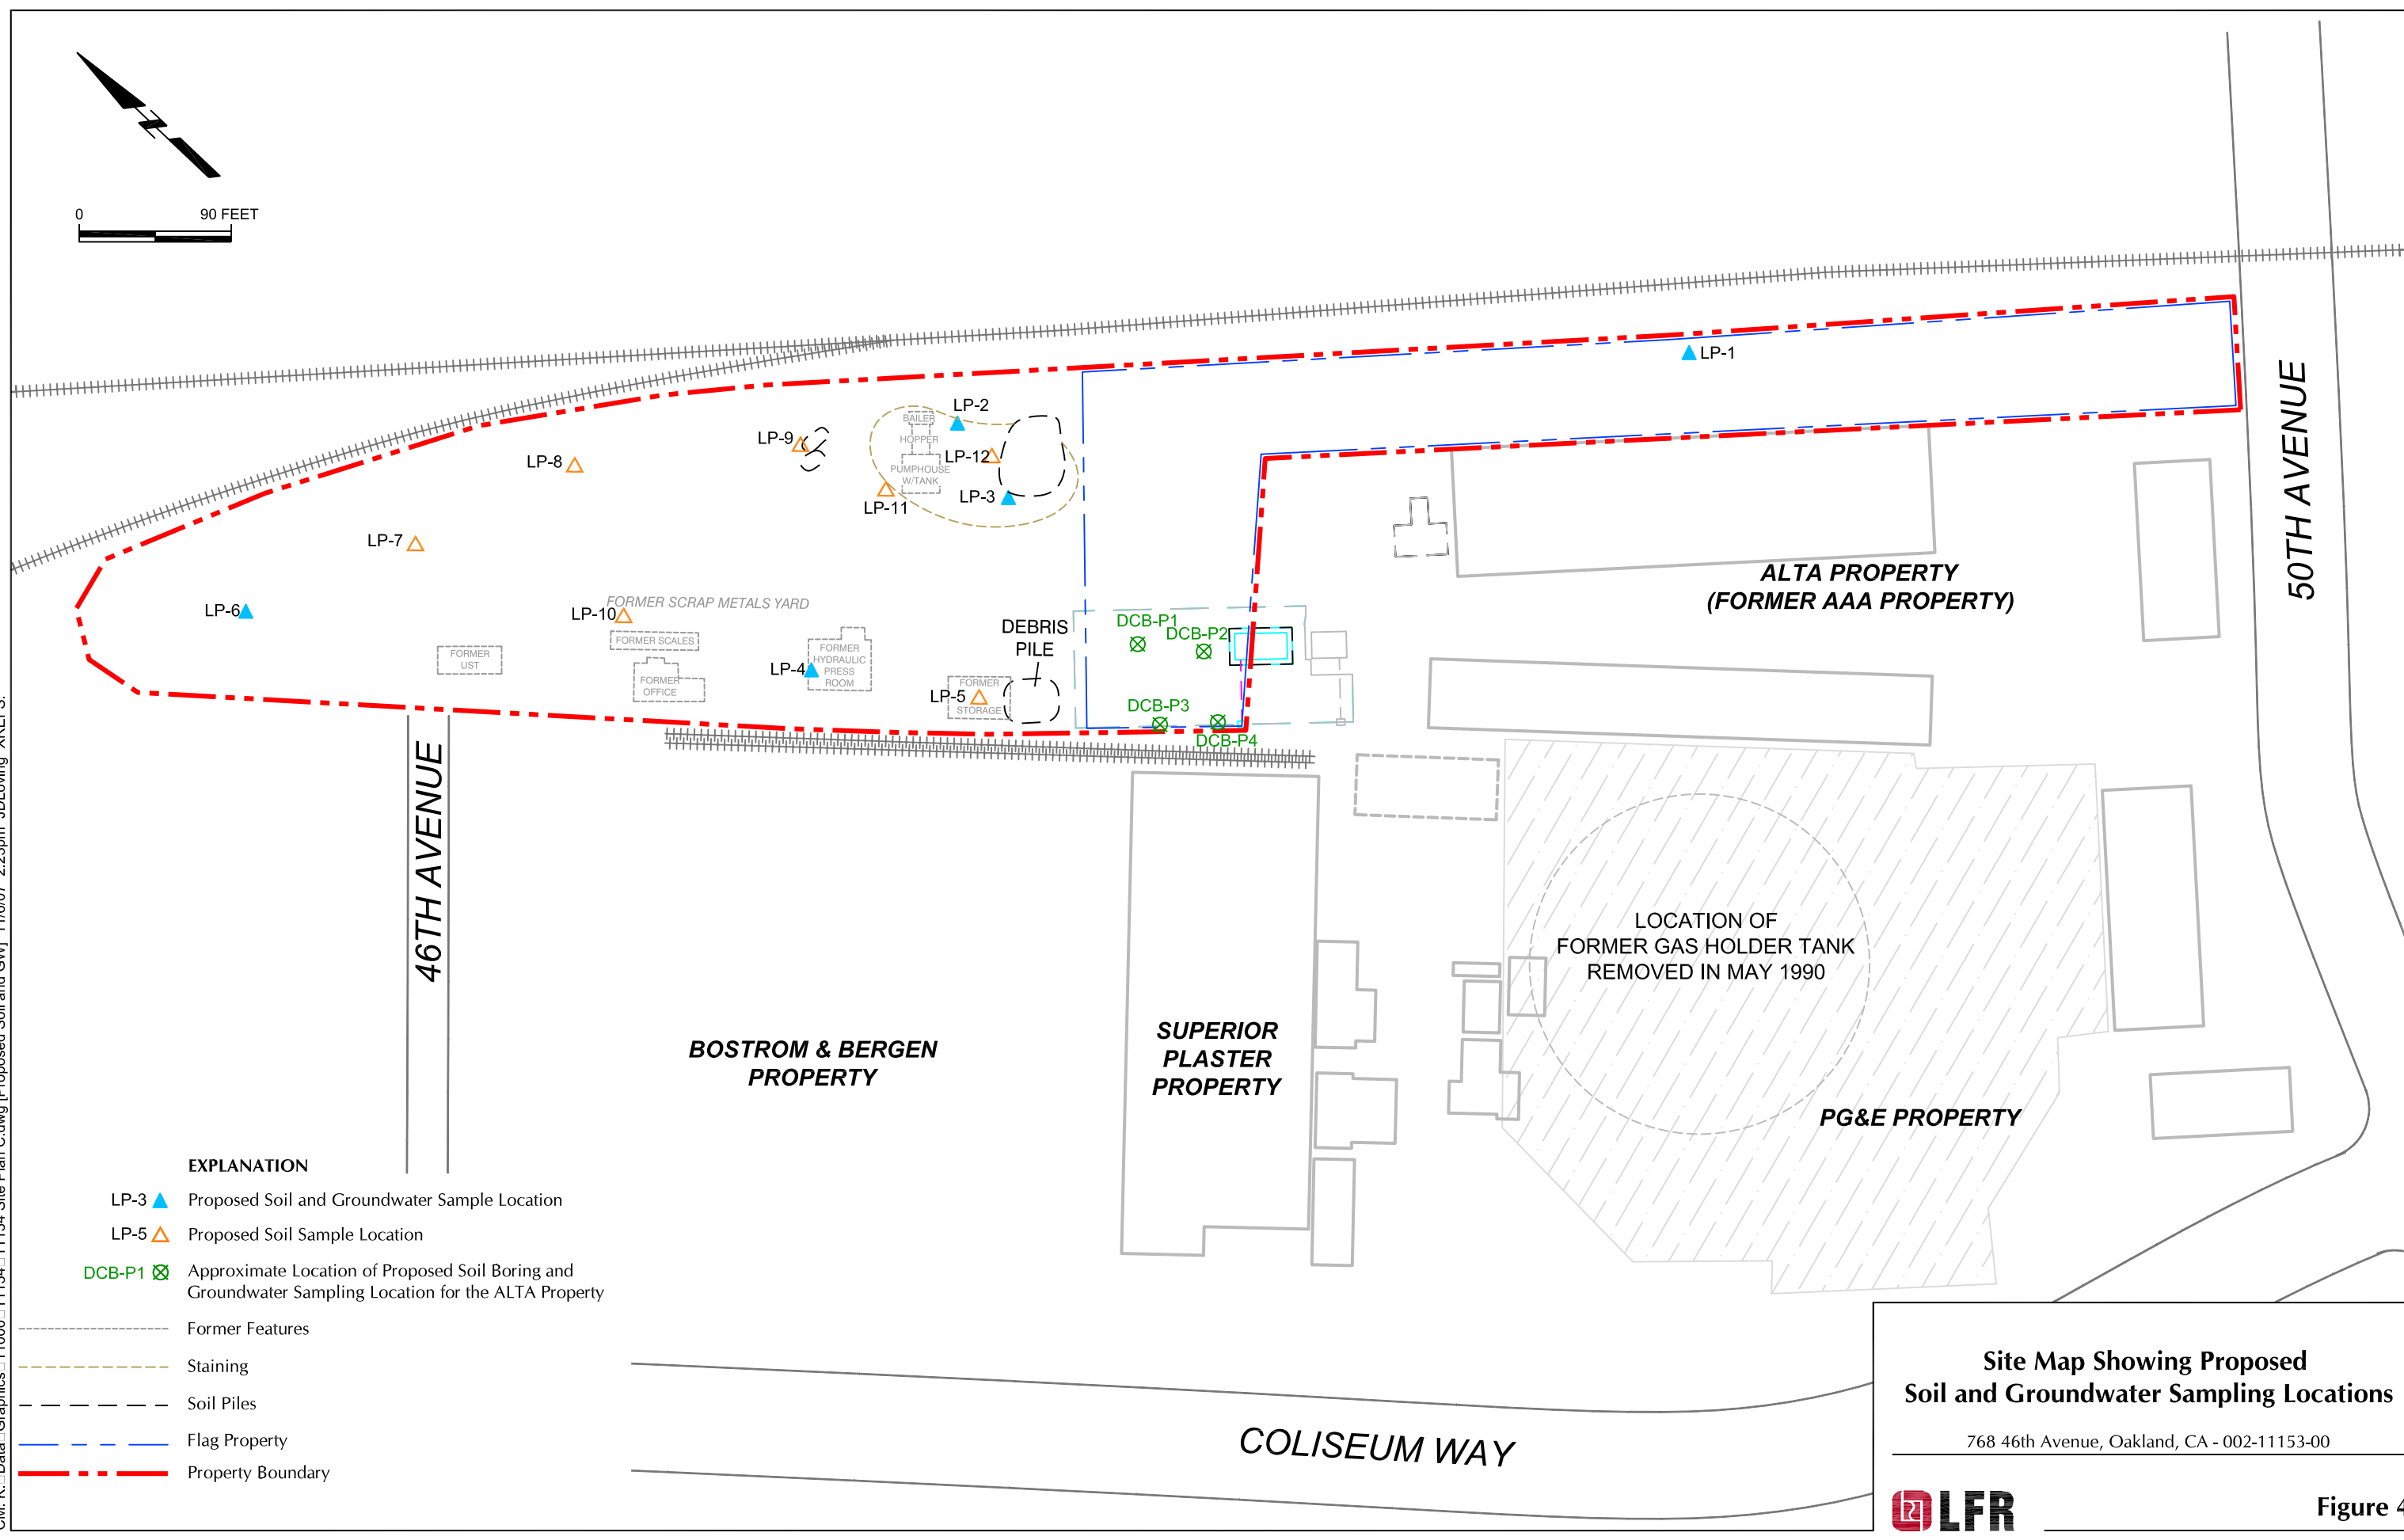 0 90 FEET
LP-1
LP-2
BAILER
HOPPER
LP-9
LP-12
PUMPHOUSE
W/TANK
LP-8
LP-3
LP-11
LP-7
50TH AVENUE
ALTA PROPERTY
(FORMER AAA PROPERTY)
FORMER SCRAP METALS YARD
LP-6
LP-10
DEBRIS
PILE
DCB-P1
DCB-P2
FORMER SCALES
FORMER
UST
FORMER
HYDRAULIC
PRESS
ROOM
LP-4
FORMER
OFFICE
FORMER
STORAGE
LP-5
DCB-P3
DCB-P4
46TH AVENUE
LOCATION OF
FORMER GAS HOLDER TANK
REMOVED IN MAY 1990
BOSTROM & BERGEN
PROPERTY
SUPERIOR
PLASTER
PROPERTY
PG&E PROPERTY
EXPLANATION
LP-3 Proposed Soil and Groundwater Sample Location
LP-5 Proposed Soil Sample Location
DCB-P1 Approximate Location of Proposed Soil Boring and
Groundwater Sampling Location for the ALTA Property
Former Features
Staining
Soil Piles
Flag Property
Property Boundary
COLISEUM WAY
Site Map Showing Proposed
Soil and Groundwater Sampling Locations
768 46th Avenue, Oakland, CA - 002-11153-00
LFR
Figure 4